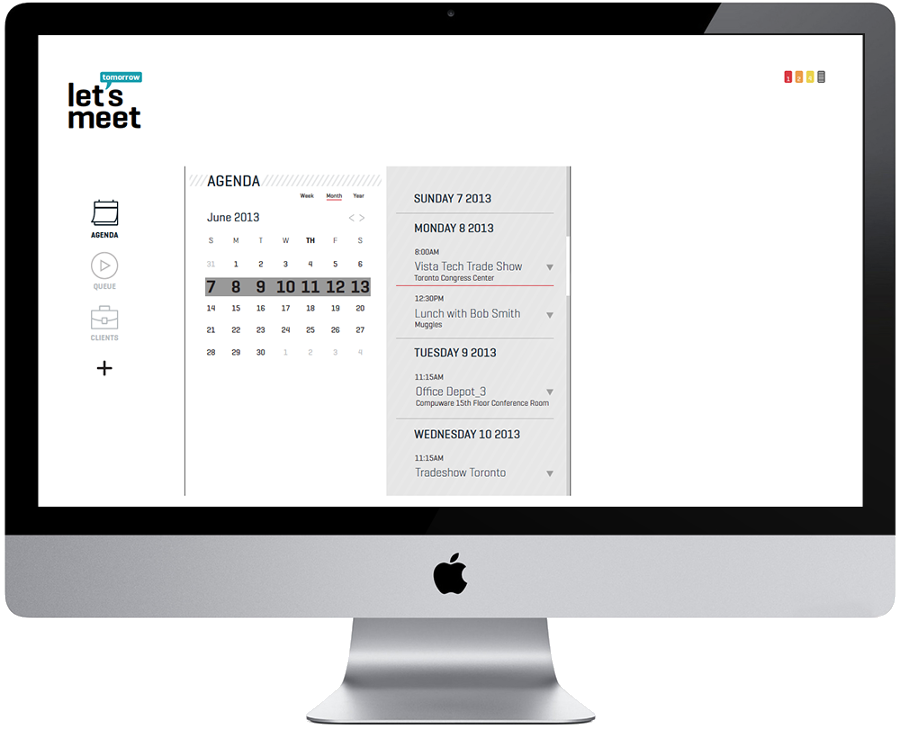 tomorrow
let's
meet
AGENDA
QUEUE
CLIENTS
+
AGENDA
Week Month Year
June 2013 < >
S M T W TH F S
31 1 2 3 4 5 6
7 8 9 10 11 12 13
14 15 16 17 18 19 20
21 22 23 24 25 26 27
28 29 30 1 2 3 4
SUNDAY 7 2013
MONDAY 8 2013
8:00AM
Vista Tech Trade Show
Toronto Congress Center
12:30PM
Lunch with Bob Smith
Muggles
TUESDAY 9 2013
11:15AM
Office Depot_3
Compuware 15th Floor Conference Room
WEDNESDAY 10 2013
11:15AM
Tradeshow Toronto